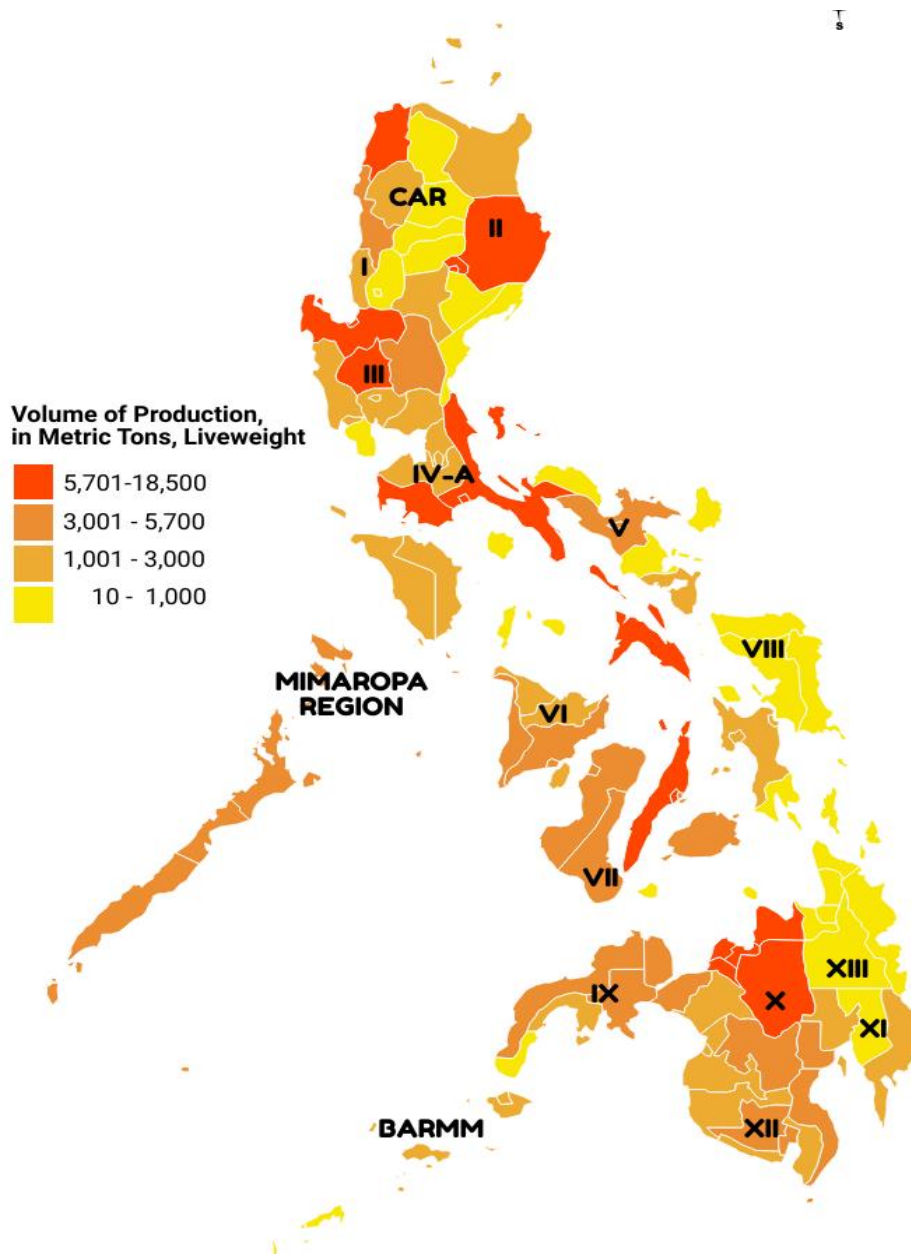 T
s
CAR
II
I
III
Volume of Production,
in Metric Tons, Liveweight
5,701-18,500
3,001 - 5,700
1,001 - 3,000
10 - 1,000
IV-A
V
VIII
MIMAROPA
REGION
VI
VII
IX
X
XIII
XI
BARMM
XII